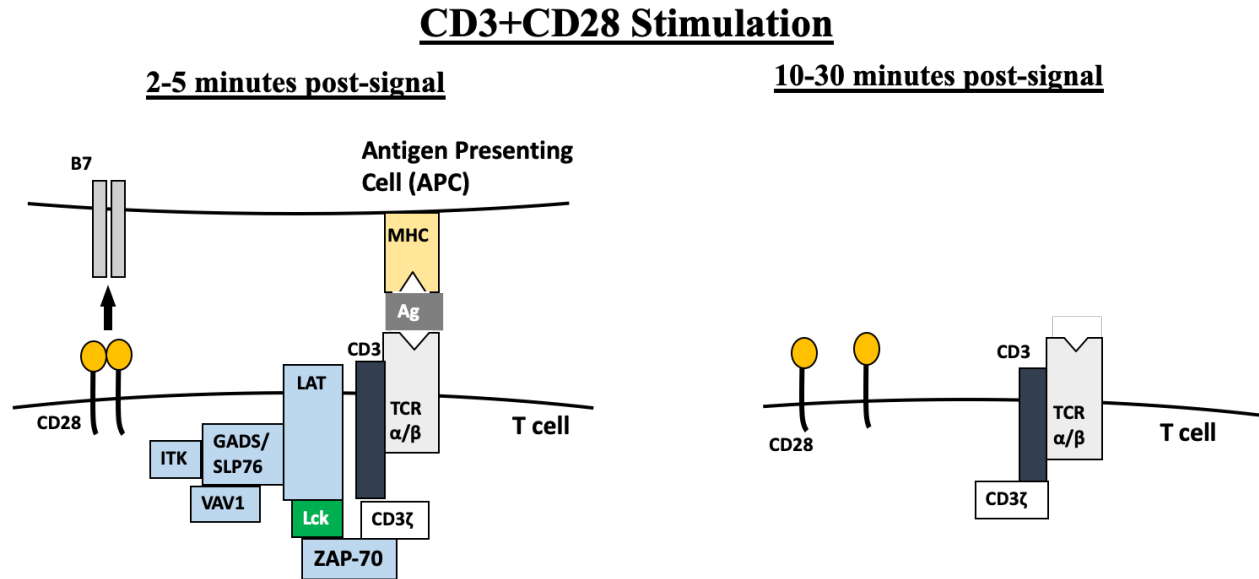 CD3+CD28 Stimulation
2-5 minutes post-signal
10-30 minutes post-signal
B7
Antigen Presenting
Cell (APC)
MHC
Ag
CD3
LAT
TCR
α/β
T cell
CD28
GADS/
SLP76
ITK
VAV1
Lck
CD3ζ
ZAP-70
CD3
TCR
α/β
T cell
CD28
CD3ζ